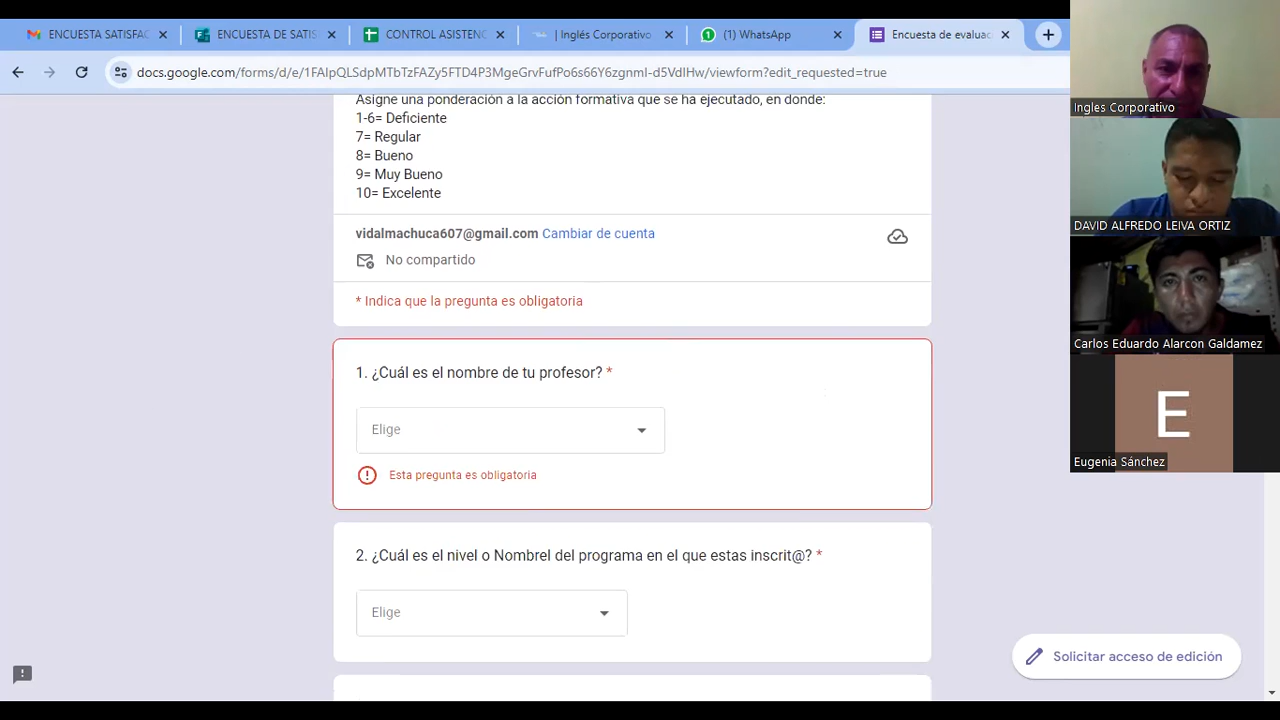 ENCUESTA SATISFAC
ENCUESTA DE SATIS
CONTROL ASISTENC
| Inglés Corporativo
(1) WhatsApp
Encuesta de evaluac
docs.google.com/forms/d/e/1FAIpQLSdpMTbTzFAZy5FTD4P3MgeGrvFufPo6s66Y6zgnmI-d5VdIHw/viewform?edit_requested=true
Asigne una ponderación a la acción formativa que se ha ejecutado, en donde:
1-6= Deficiente
7= Regular
8= Bueno
9= Muy Bueno
10= Excelente
vidalmachuca607@gmail.com Cambiar de cuenta
No compartido
* Indica que la pregunta es obligatoria
1. ¿Cuál es el nombre de tu profesor? *
Elige
Esta pregunta es obligatoria
2. ¿Cuál es el nivel o Nombrel del programa en el que estas inscrit@? *
Elige
Solicitar acceso de edición
Ingles Corporativo
DAVID ALFREDO LEIVA ORTIZ
Carlos Eduardo Alarcon Galdamez
E
Eugenia Sánchez